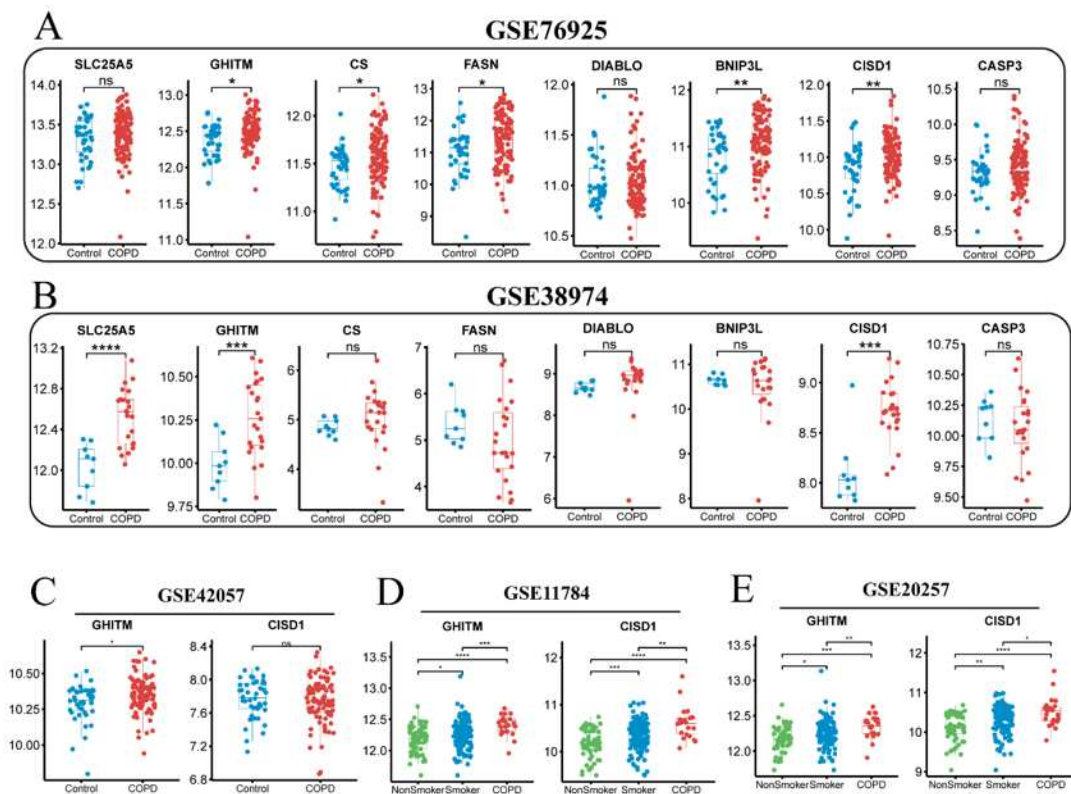 A
GSE76925
SLC25A5 GHITM CS FASN DIABLO BNIP3L CISD1 CASP3
ns * * * ns ** ** ns
14.0 13.5 13.0 12.5 12.0
13.0 12.5 12.0 11.5 11.0
12.0 11.5 11.0
13 12 11 10 9
12.0 11.5 11.0 10.5
12 11 10
12.0 11.5 11.0 10.5 10.0
10.5 10.0 9.5 9.0 8.5
Control COPD Control COPD Control COPD Control COPD Control COPD Control COPD Control COPD Control COPD
B
GSE38974
SLC25A5 GHITM CS FASN DIABLO BNIP3L CISD1 CASP3
**** *** ns ns ns ns *** ns
13.2 12.6 12.0
10.50 10.25 10.00 9.75
6 5 4
7 6 5 4
9 8 7 6
11 10 9 8
9.0 8.5 8.0
10.50 10.25 10.00 9.75 9.50
Control COPD Control COPD Control COPD Control COPD Control COPD Control COPD Control COPD Control COPD
C
GSE42057
GHITM CISD1
* ns
10.50 10.25 10.00
8.4 8.0 7.6 7.2 6.8
Control COPD Control COPD
D
GSE11784
GHITM CISD1
*** **
**** ****
* ***
13.5 13.0 12.5 12.0
12 11 10
NonSmoker Smoker COPD NonSmoker Smoker COPD
E
GSE20257
GHITM CISD1
** *
*** ****
* **
13.5 13.0 12.5 12.0
12 11 10 9
NonSmoker Smoker COPD NonSmoker Smoker COPD